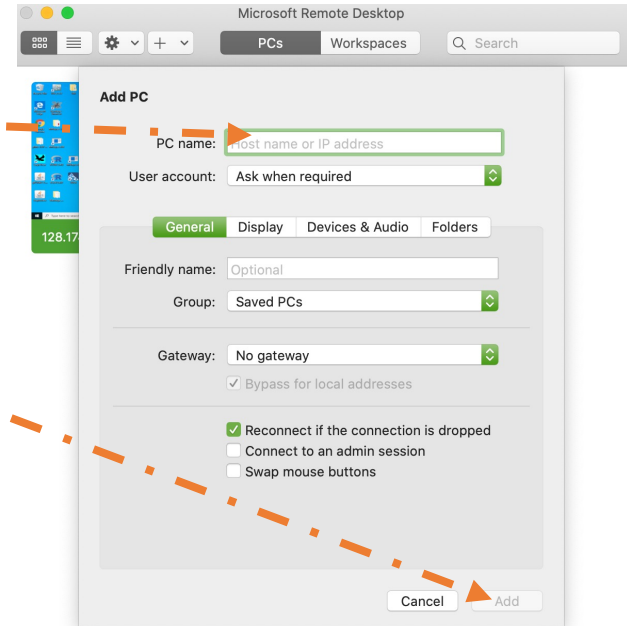 Microsoft Remote Desktop
PCs Workspaces Search
Add PC
PC name: Host name or IP address
User account: Ask when required
128.17
General Display Devices & Audio Folders
Friendly name: Optional
Group: Saved PCs
Gateway: No gateway
Bypass for local addresses
Reconnect if the connection is dropped
Connect to an admin session
Swap mouse buttons
Cancel Add